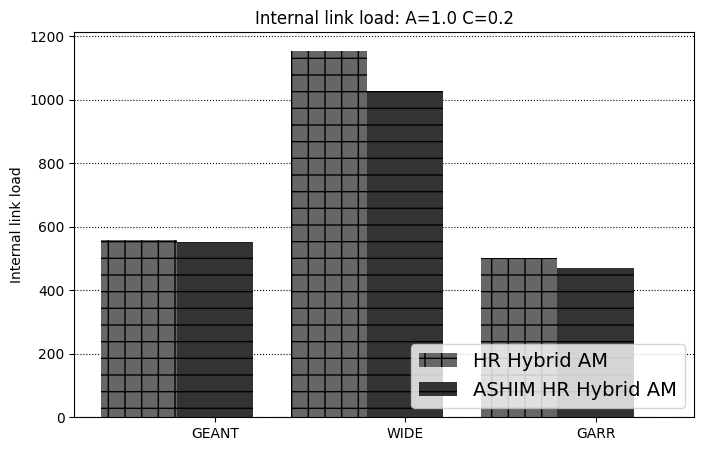 Internal link load: A=1.0 C=0.2
1200
1000
800
600
400
200
0
Internal link load
HR Hybrid AM
ASHIM HR Hybrid AM
GEANT
WIDE
GARR